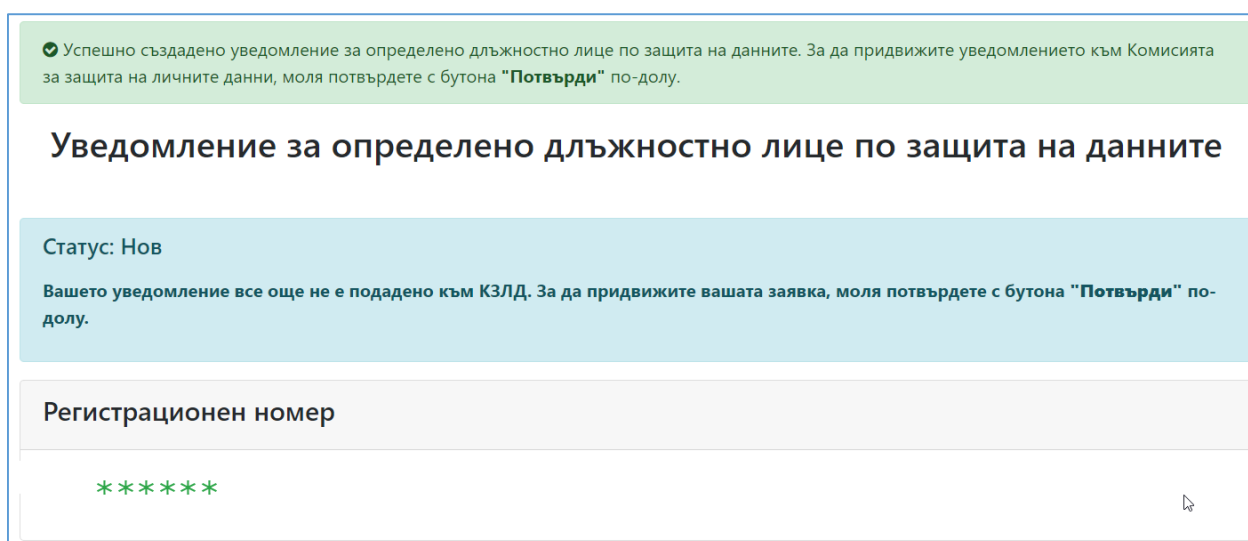 Успешно създадено уведомление за определено длъжностно лице по защита на данните. За да придвижите уведомлението към Комисията
за защита на личните данни, моля потвърдете с бутона "Потвърди" по-долу.
Уведомление за определено длъжностно лице по защита на данните
Статус: Нов
Вашето уведомление все още не е подадено към КЗЛД. За да придвижите вашата заявка, моля потвърдете с бутона "Потвърди" по-
долу.
Регистрационен номер
******